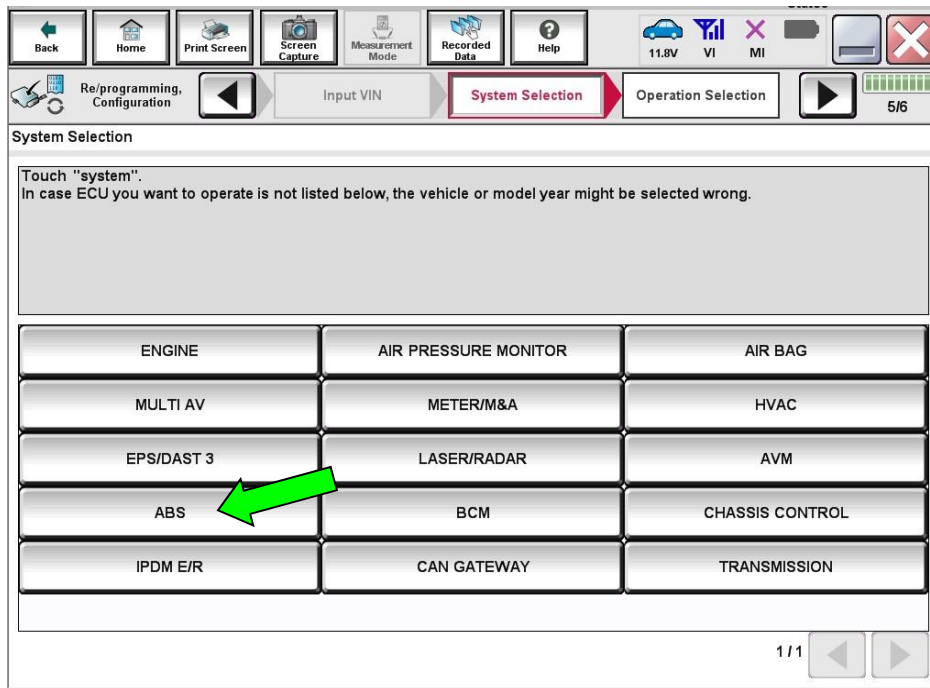 Back
Home
Print Screen
Screen
Capture
Measurement
Mode
Recorded
Data
Help
11.8V
VI
MI
Re/programming,
Configuration
Input VIN
System Selection
Operation Selection
5/6
System Selection
Touch "system".
In case ECU you want to operate is not listed below, the vehicle or model year might be selected wrong.
ENGINE
AIR PRESSURE MONITOR
AIR BAG
MULTI AV
METER/M&A
HVAC
EPS/DAST 3
LASER/RADAR
AVM
ABS
BCM
CHASSIS CONTROL
IPDM E/R
CAN GATEWAY
TRANSMISSION
1/1